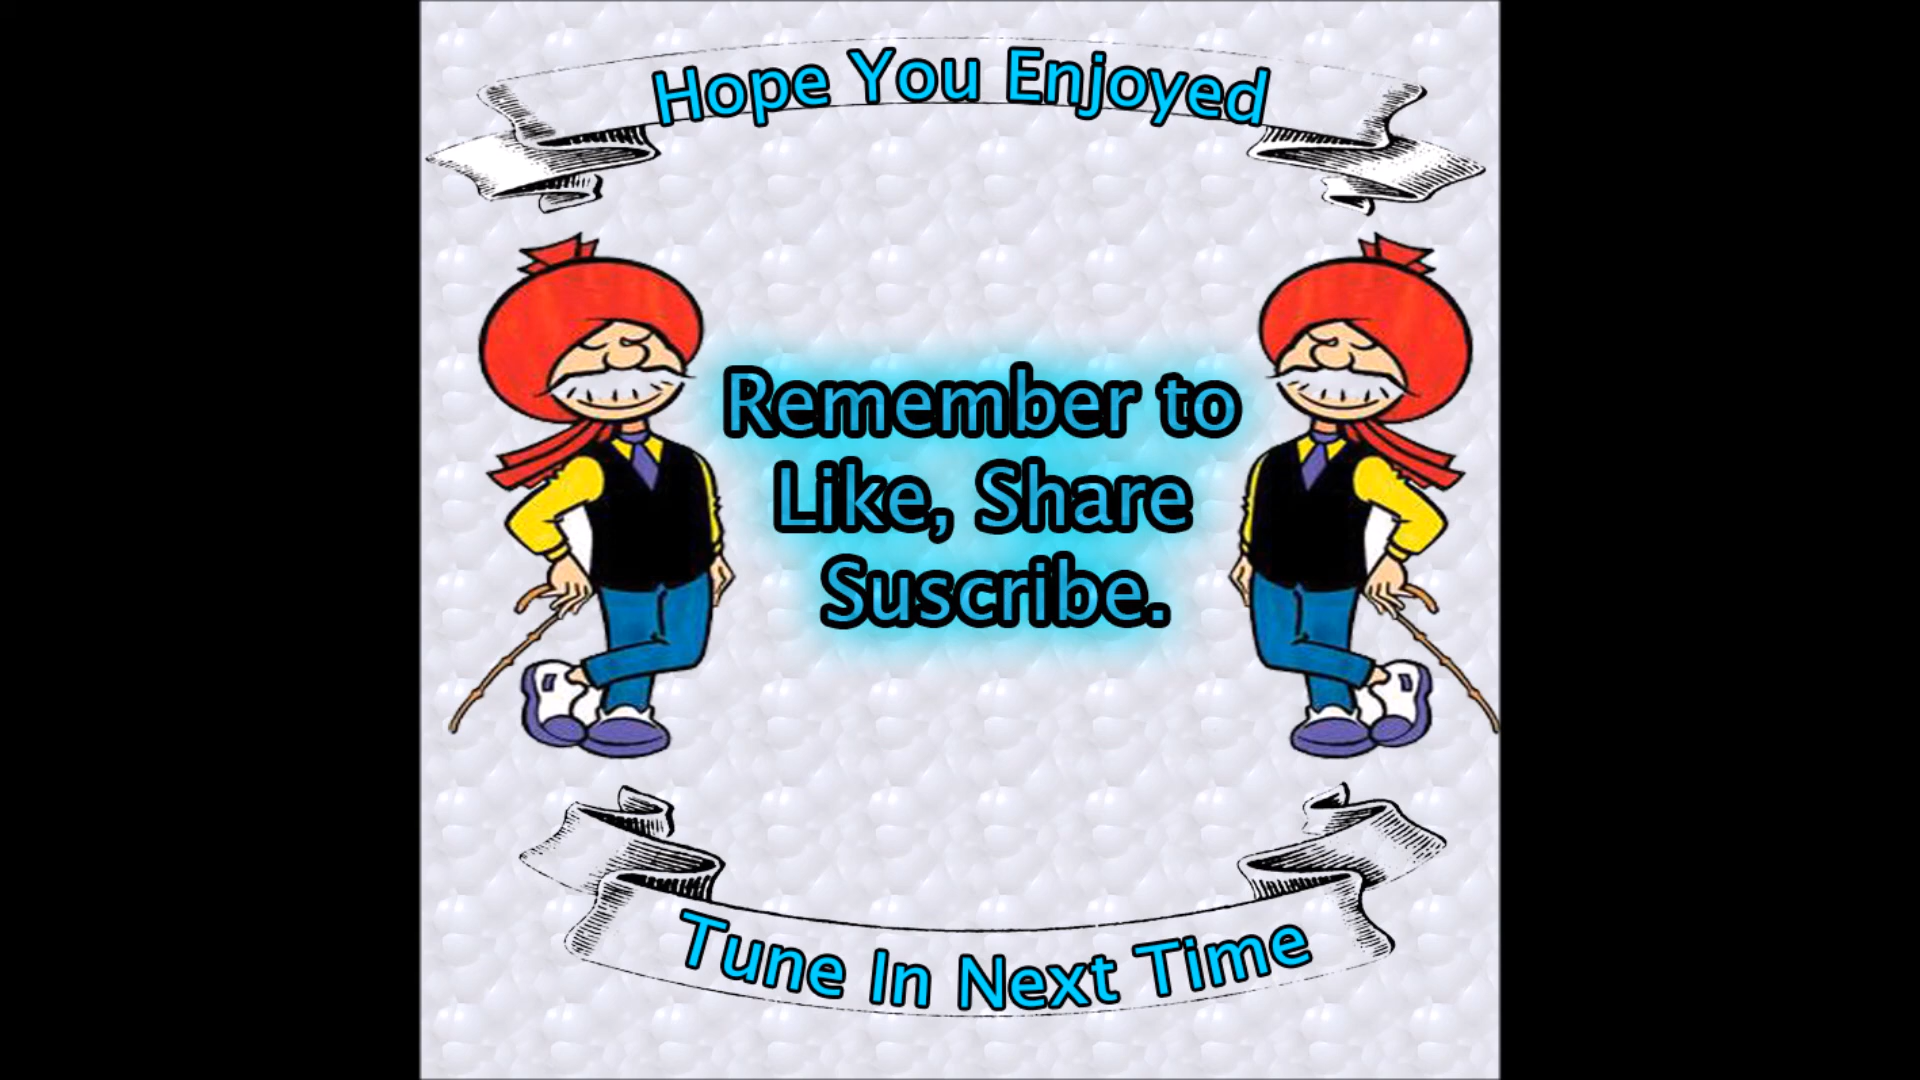 Hope You Enjoyed
Remember to
Like, Share
Suscribe.
Tune In Next Time